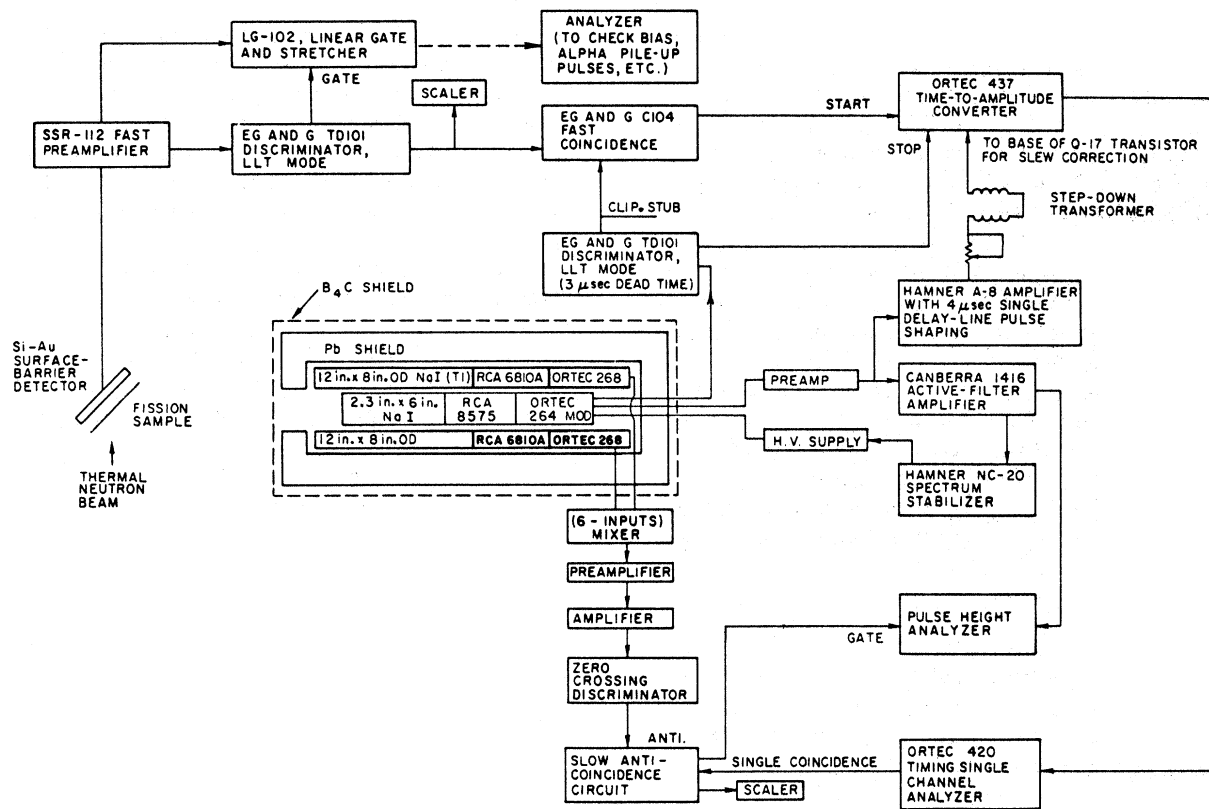 LG-102, LINEAR GATE
AND STRETCHER
ANALYZER
(TO CHECK BIAS,
ALPHA PILE-UP
PULSES, ETC.)
GATE
SCALER
START
ORTEC 437
TIME-TO-AMPLITUDE
CONVERTER
SSR-112 FAST
PREAMPLIFIER
EG AND G TD101
DISCRIMINATOR,
LLT MODE
EG AND G C104
FAST
COINCIDENCE
STOP
TO BASE OF Q-17 TRANSISTOR
FOR SLEW CORRECTION
CLIP. STUB
STEP-DOWN
TRANSFORMER
EG AND G TD101
DISCRIMINATOR,
LLT MODE
(3 μsec DEAD TIME)
HAMNER A-8 AMPLIFIER
WITH 4 μsec SINGLE
DELAY-LINE PULSE
SHAPING
B4C SHIELD
Pb SHIELD
Si-Au
SURFACE-
BARRIER
DETECTOR
FISSION
SAMPLE
THERMAL
NEUTRON
BEAM
12 in. x 8 in. OD NaI (Tl)
RCA 6810A
ORTEC 268
2.3 in. x 6 in.
NaI
RCA
8575
ORTEC
264 MOD
12 in. x 8 in. OD
RCA 6810A
ORTEC 268
PREAMP
CANBERRA 1416
ACTIVE-FILTER
AMPLIFIER
H.V. SUPPLY
HAMNER NC-20
SPECTRUM
STABILIZER
(6 - INPUTS)
MIXER
PREAMPLIFIER
AMPLIFIER
ZERO
CROSSING
DISCRIMINATOR
GATE
PULSE HEIGHT
ANALYZER
ANTI.
SLOW ANTI-
COINCIDENCE
CIRCUIT
SINGLE COINCIDENCE
SCALER
ORTEC 420
TIMING SINGLE
CHANNEL
ANALYZER